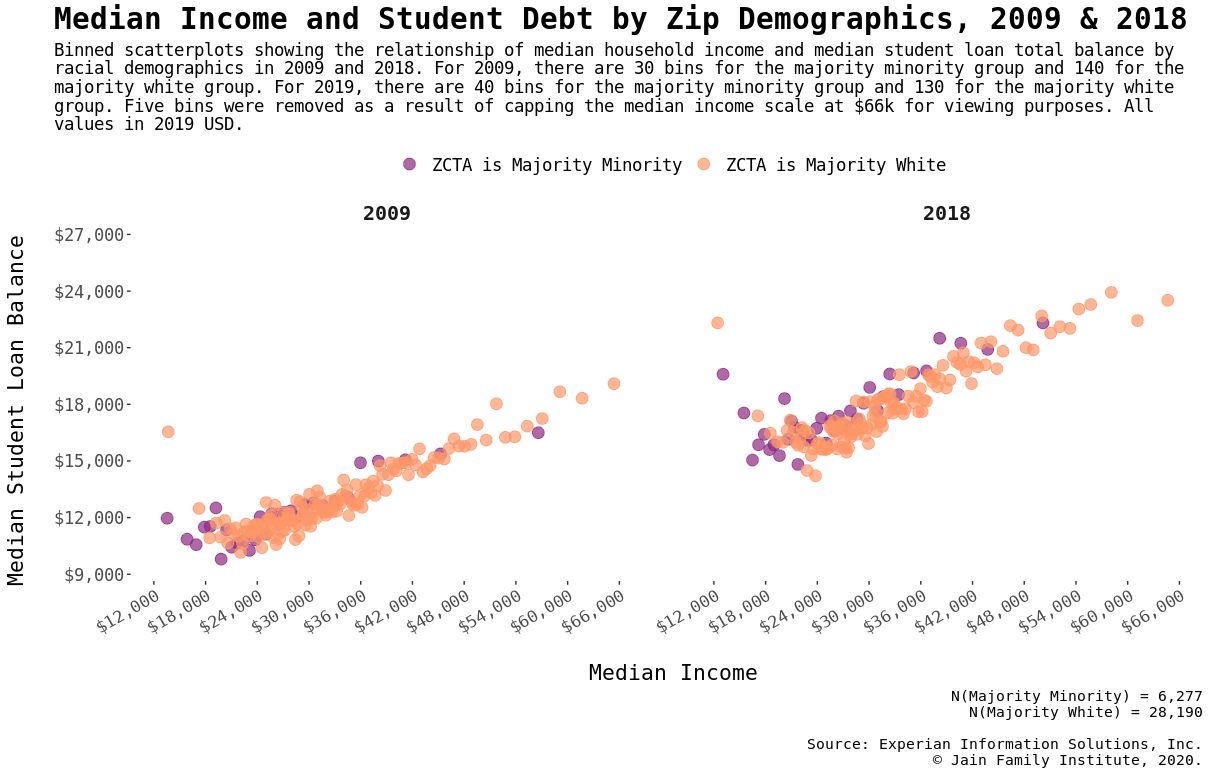 Median Income and Student Debt by Zip Demographics, 2009 & 2018
Binned scatterplots showing the relationship of median household income and median student loan total balance by
racial demographics in 2009 and 2018. For 2009, there are 30 bins for the majority minority group and 140 for the
majority white group. For 2019, there are 40 bins for the majority minority group and 130 for the majority white
group. Five bins were removed as a result of capping the median income scale at $66k for viewing purposes. All
values in 2019 USD.
ZCTA is Majority Minority ZCTA is Majority White
2009 2018
Median Student Loan Balance
$27,000
$24,000
$21,000
$18,000
$15,000
$12,000
$9,000
$12,000 $18,000 $24,000 $30,000 $36,000 $42,000 $48,000 $54,000 $60,000 $66,000 $12,000 $18,000 $24,000 $30,000 $36,000 $42,000 $48,000 $54,000 $60,000 $66,000
Median Income
N(Majority Minority) = 6,277
N(Majority White) = 28,190
Source: Experian Information Solutions, Inc.
© Jain Family Institute, 2020.